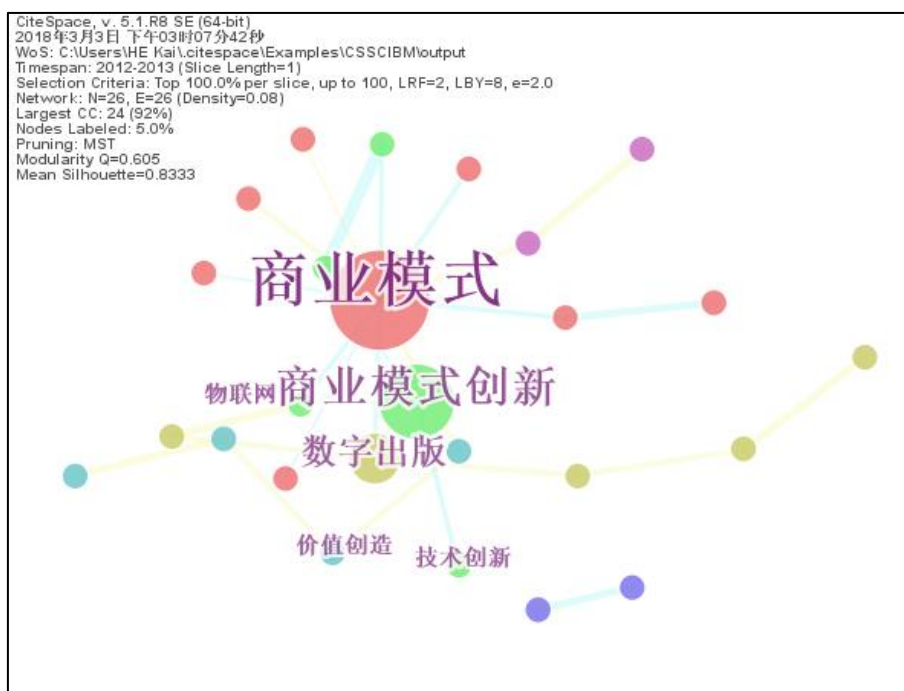 CiteSpace, v. 5.1.R8 SE (64-bit)
2018年3月3日 下午03时07分42秒
WoS: C:\Users\HE Kai\.citespace\Examples\CSSCIBM\output
Timespan: 2012-2013 (Slice Length=1)
Selection Criteria: Top 100.0% per slice, up to 100, LRF=2, LBY=8, e=2.0
Network: N=26, E=26 (Density=0.08)
Largest CC: 24 (92%)
Nodes Labeled: 5.0%
Pruning: MST
Modularity Q=0.605
Mean Silhouette=0.8333
商业模式
物联网
商业模式创新
数字出版
价值创造
技术创新